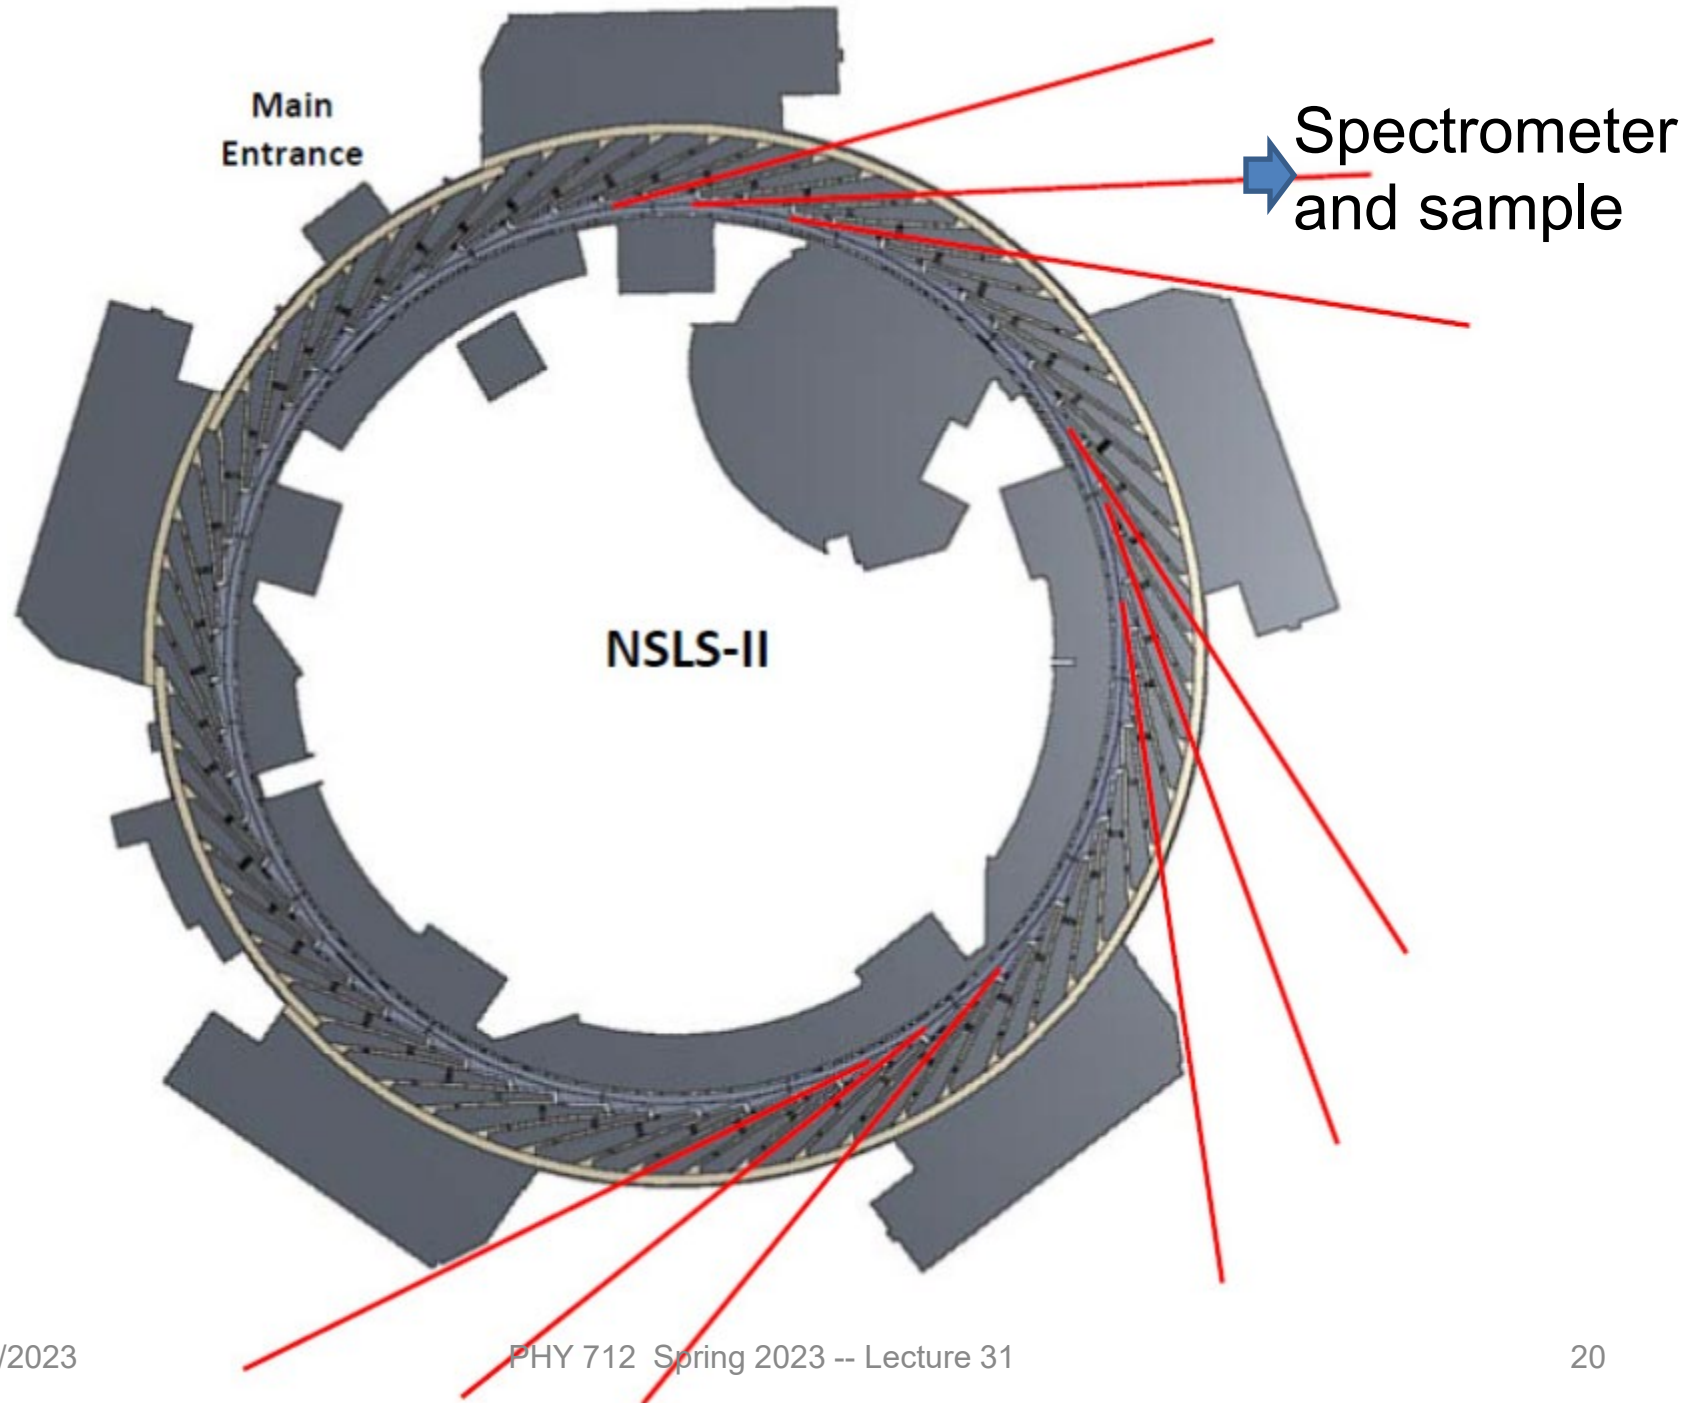 Main
Entrance
Spectrometer
and sample
NSLS-II
/2023
PHY 712 Spring 2023 -- Lecture 31
20